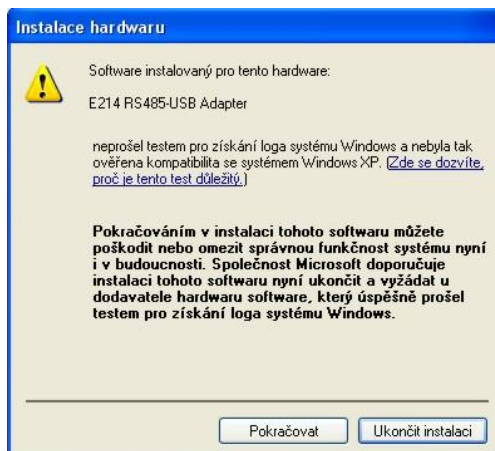 Instalace hardwaru
Software instalovaný pro tento hardware:
E214 RS485-USB Adapter
neprošel testem pro získání loga systému Windows a nebyla tak
ověřena kompatibilita se systémem Windows XP. (Zde se dozvíte,
proč je tento test důležitý.)
Pokračováním v instalaci tohoto softwaru můžete
poškodit nebo omezit správnou funkčnost systému nyní
i v budoucnosti. Společnost Microsoft doporučuje
instalaci tohoto softwaru nyní ukončit a vyžádat u
dodavatele hardwaru software, který úspěšně prošel
testem pro získání loga systému Windows.
Pokračovat Ukončit instalaci